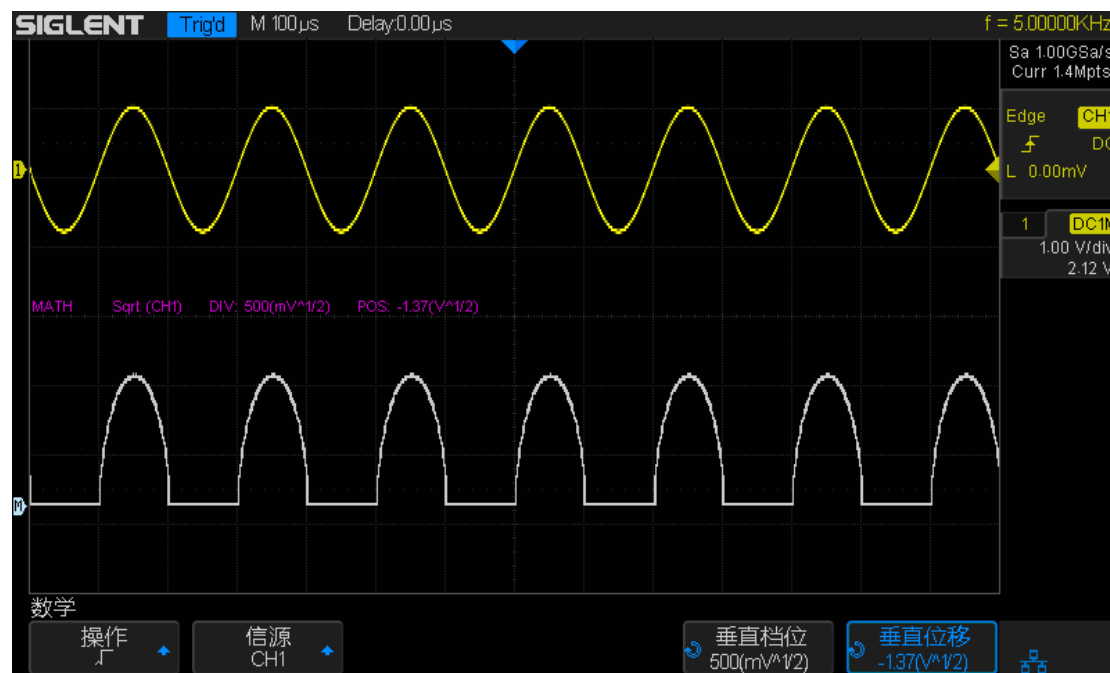 SIGLENT Trig'd M 100µs Delay:0.00µs f = 5.00000KHz
Sa 1.00GSa/s
Curr 1.4Mpts
Edge CH1
DC
L 0.00mV
1
1 DC1M
1.00 V/div
2.12 V
MATH Sqrt (CH1) DIV: 500(mV^1/2) POS: -1.37(V^1/2)
M
数学
操作 信源 垂直档位 垂直位移
√ CH1 500(mV^1/2) -1.37(V^1/2)